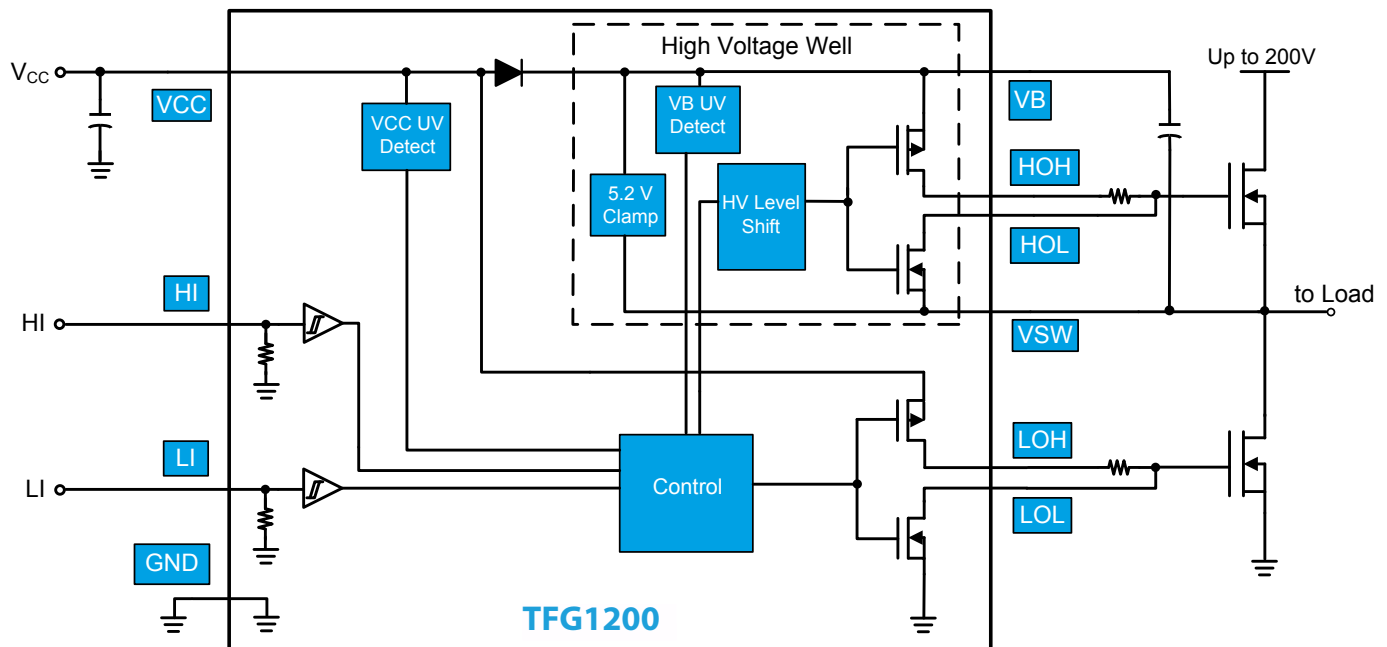 High Voltage Well
Up to 200V
VCC
VCC
VB
VCC UV
Detect
VB UV
Detect
HOH
5.2 V
Clamp
HV Level
Shift
HOL
HI
to Load
HI
VSW
LI
LOH
LI
Control
LOL
GND
TFG1200